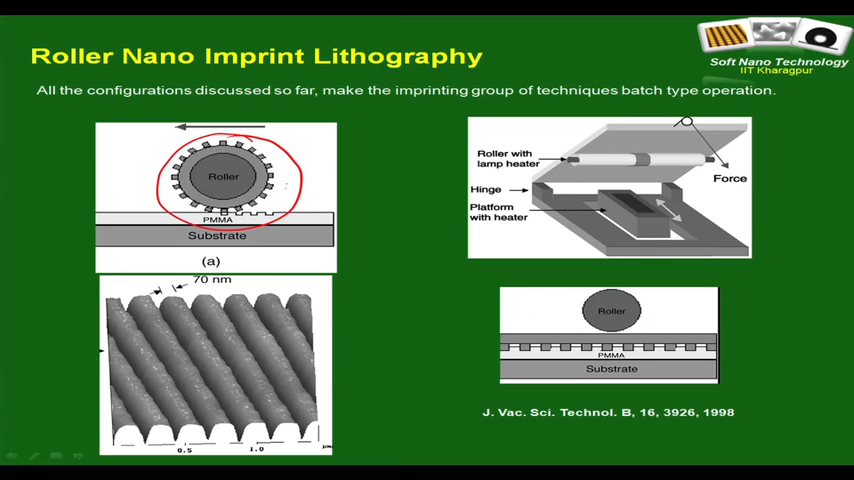 Roller Nano Imprint Lithography
Soft Nano Technology
IIT Kharagpur
All the configurations discussed so far, make the imprinting group of techniques batch type operation.
Roller
PMMA
Substrate
(a)
70 nm
0.5
1.0
Roller with
lamp heater
Force
Hinge
Platform
with heater
Roller
PMMA
Substrate
J. Vac. Sci. Technol. B, 16, 3926, 1998